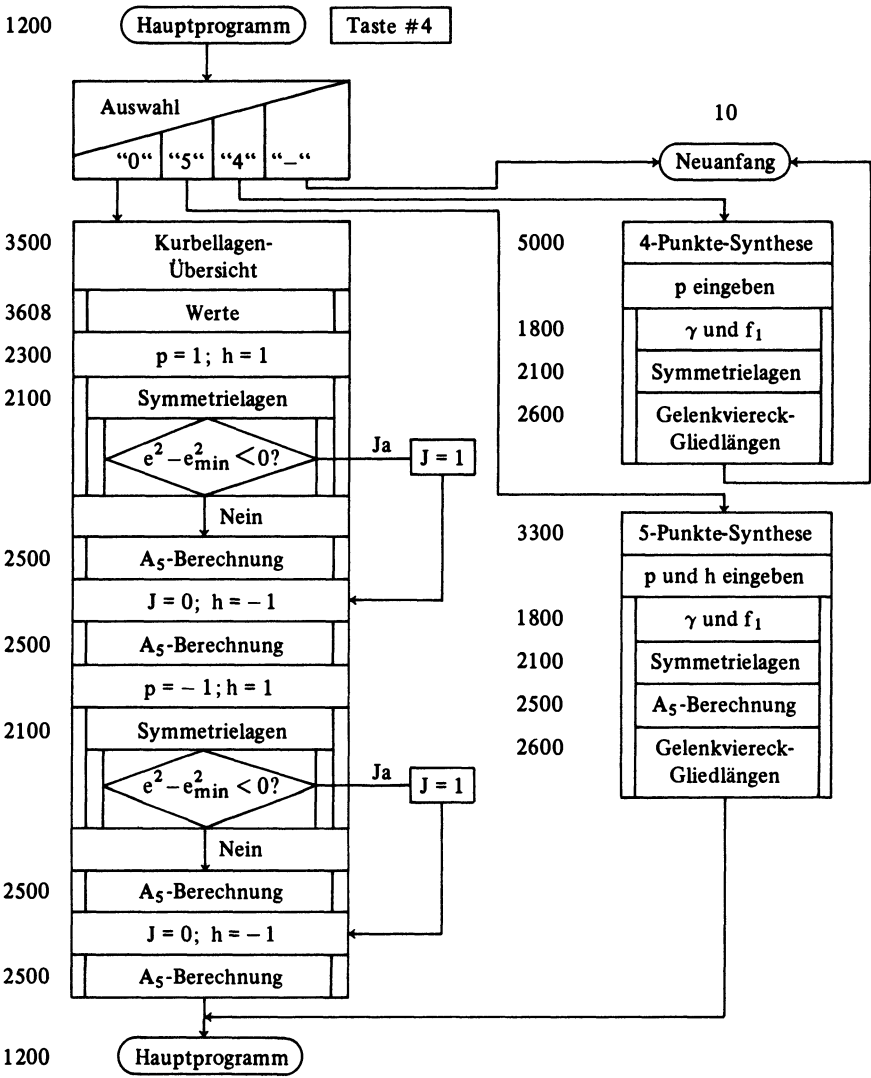 1200 Hauptprogramm Taste #4
Auswahl
“0“ “5“ “4“ “–“
10
Neuanfang
3500 Kurbellagen-
Übersicht
3608 Werte
2300 p = 1; h = 1
2100 Symmetrielagen
e² – e²min < 0? Ja J = 1
Nein
2500 A₅-Berechnung
J = 0; h = – 1
2500 A₅-Berechnung
p = – 1; h = 1
2100 Symmetrielagen
e² – e²min < 0? Ja J = 1
Nein
2500 A₅-Berechnung
J = 0; h = – 1
2500 A₅-Berechnung
1200 Hauptprogramm
5000 4-Punkte-Synthese
p eingeben
1800 γ und f₁
2100 Symmetrielagen
2600 Gelenkviereck-
Gliedlängen
3300 5-Punkte-Synthese
p und h eingeben
1800 γ und f₁
2100 Symmetrielagen
2500 A₅-Berechnung
2600 Gelenkviereck-
Gliedlängen